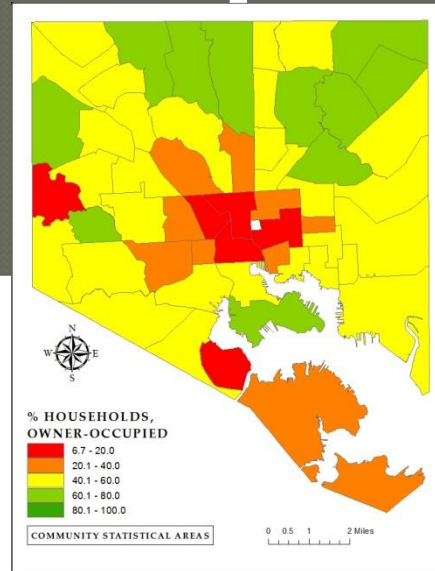 N
W E
S
% HOUSEHOLDS,
OWNER-OCCUPIED
6.7 - 20.0
20.1 - 40.0
40.1 - 60.0
60.1 - 80.0
80.1 - 100.0
COMMUNITY STATISTICAL AREAS
0 0.5 1 2 Miles